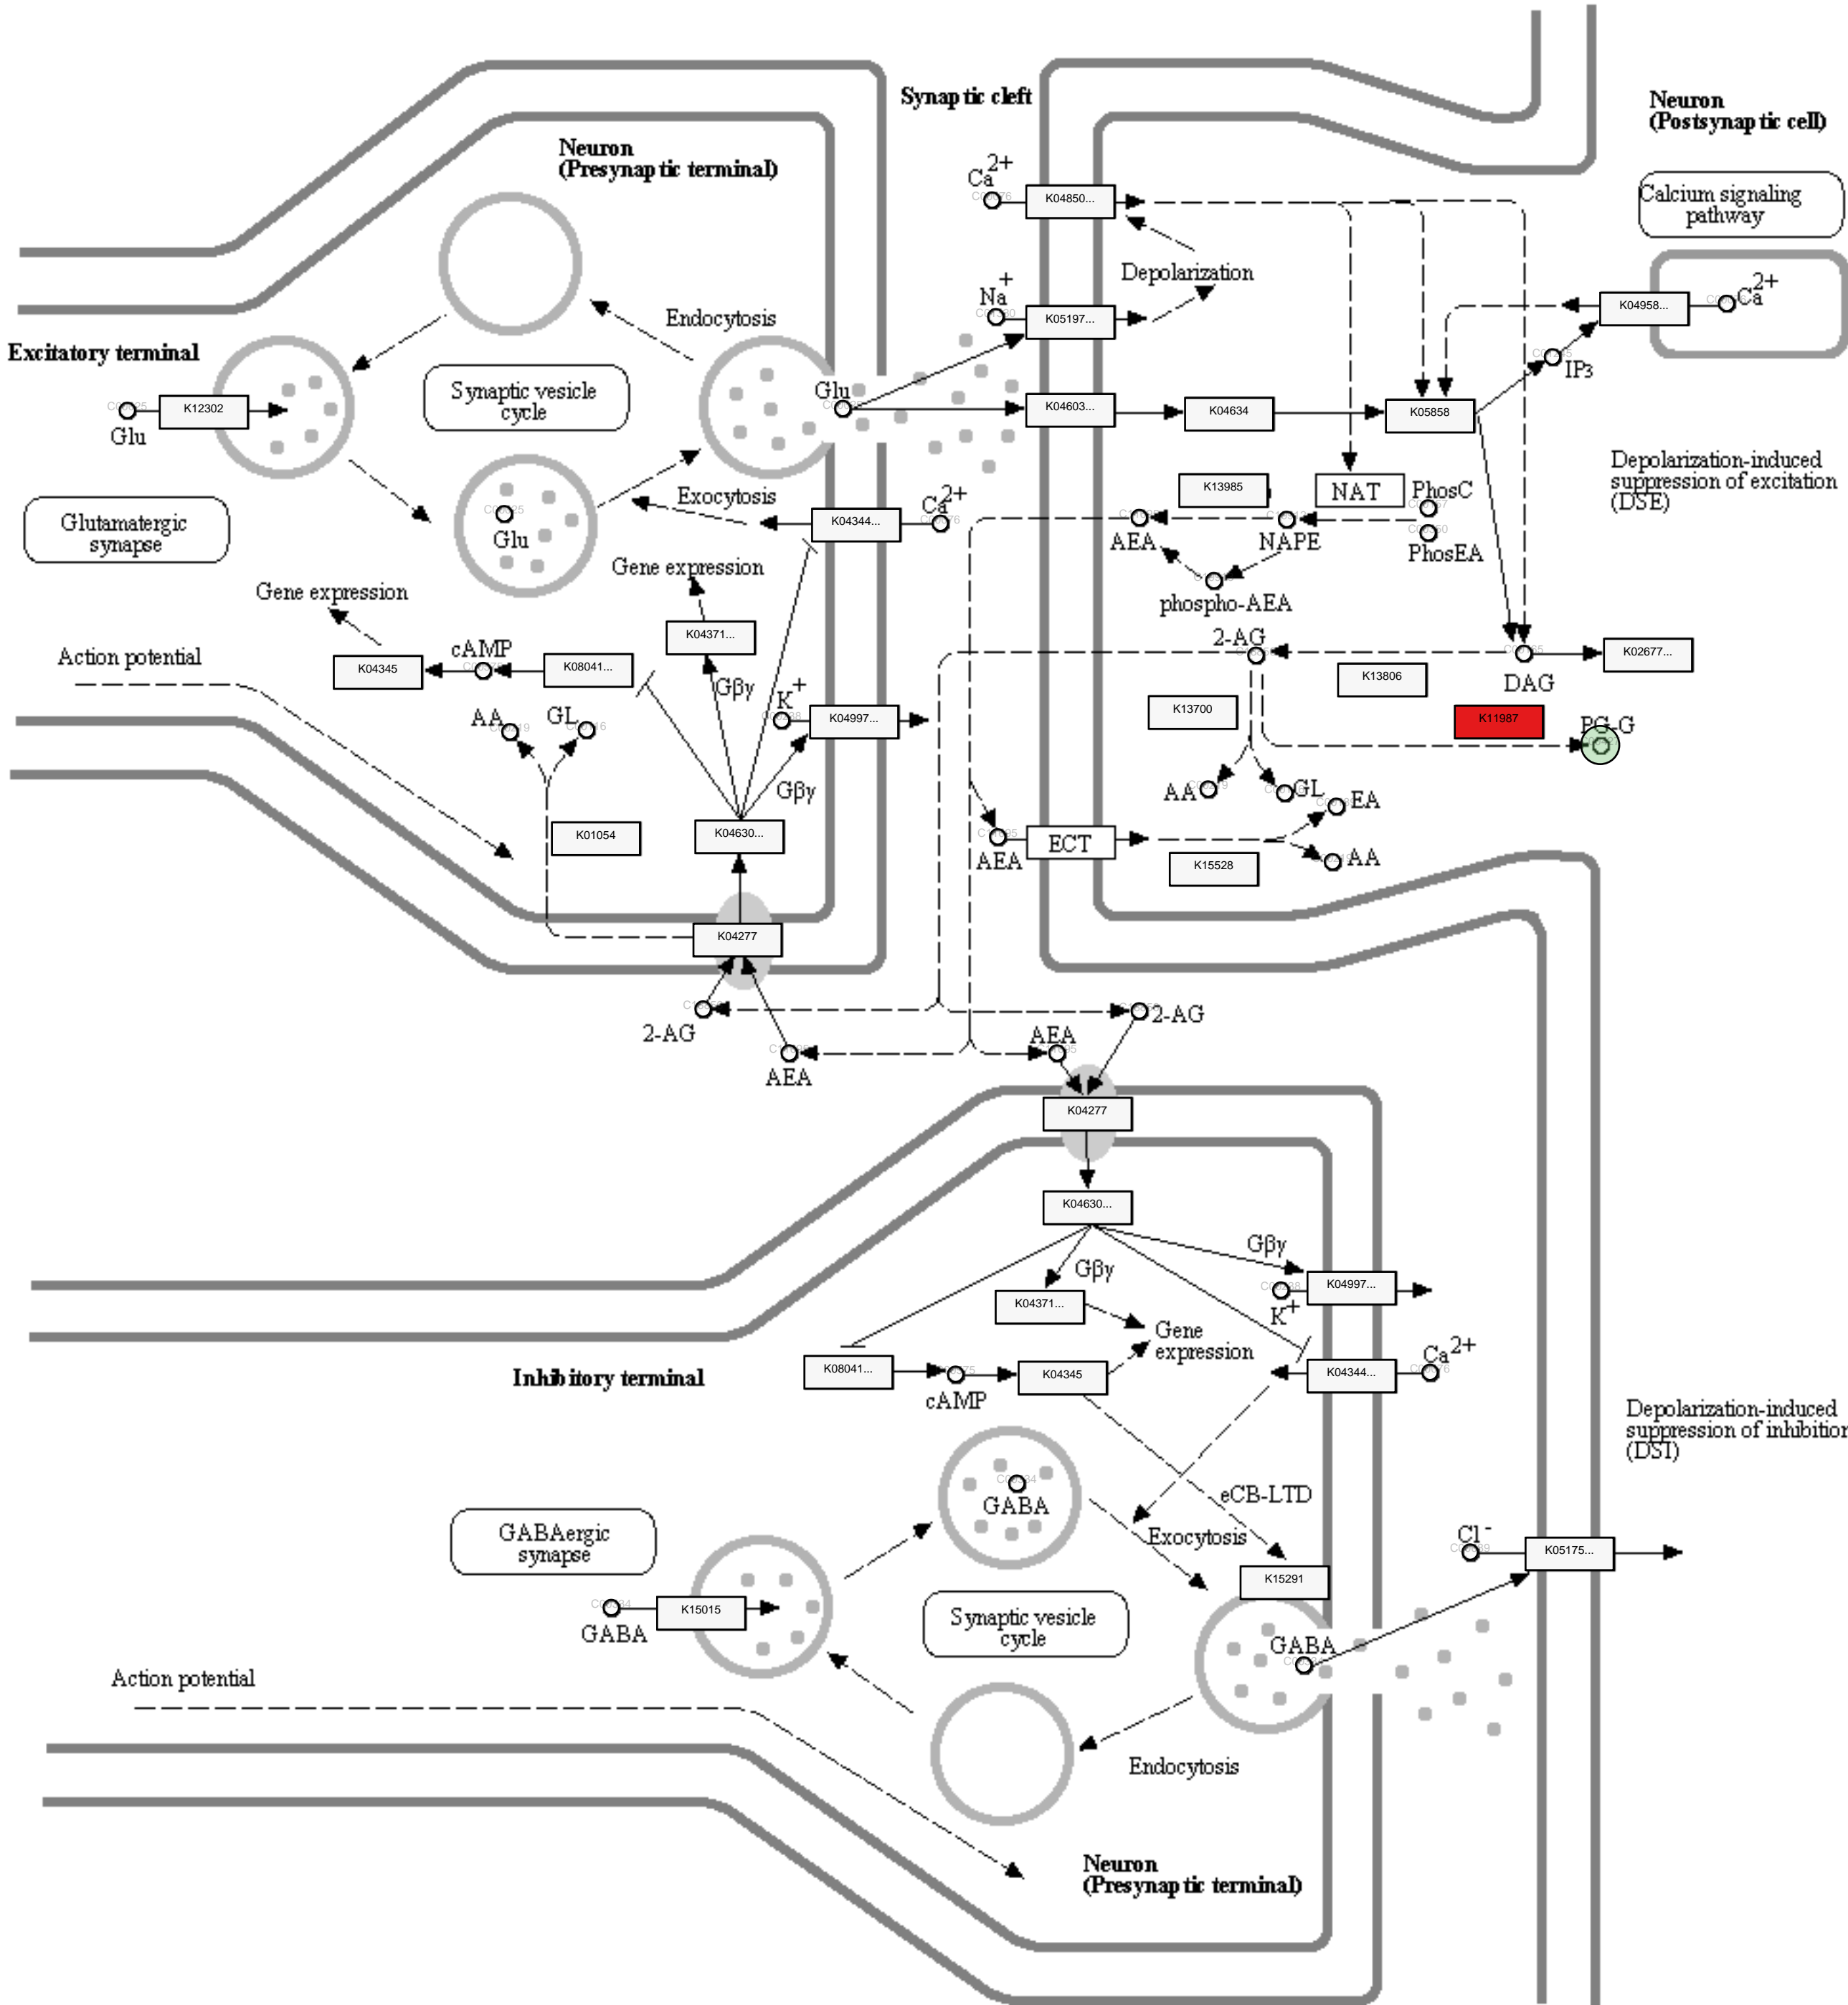 Synaptic cleft
Neuron
(Postsynaptic cell)
Neuron
(Presynaptic terminal)
Ca2+
K04850...
Calcium signaling
pathway
Depolarization
Na+
K05197...
K04958...
Ca2+
Endocytosis
Excitatory terminal
IP3
Synaptic vesicle
cycle
Glu
K12302
Glu
K04603...
K04634
K05858
Depolarization-induced
suppression of excitation
(DSE)
K13985
NAT
PhosC
Exocytosis
Ca2+
K04344...
Glutamatergic
synapse
Glu
AEA
NAPE
PhosEA
Gene expression
Gene expression
phospho-AEA
K04371...
2-AG
Action potential
cAMP
K04345
K08041...
K02677...
K13806
DAG
Gβγ
K+
K04997...
K13700
K11987
PG-G
AA
GL
Gβγ
AA
GL
EA
K01054
K04630...
AEA
ECT
AA
K15528
K04277
2-AG
2-AG
AEA
AEA
K04277
K04630...
Gβγ
Gβγ
K04997...
K+
K04371...
Gene
expression
Ca2+
K08041...
cAMP
K04345
K04344...
Inhibitory terminal
Depolarization-induced
suppression of inhibition
(DSI)
eCB-LTD
GABA
Exocytosis
GABAergic
synapse
Cl-
K05175...
K15291
GABA
K15015
Synaptic vesicle
cycle
GABA
Action potential
Endocytosis
Neuron
(Presynaptic terminal)